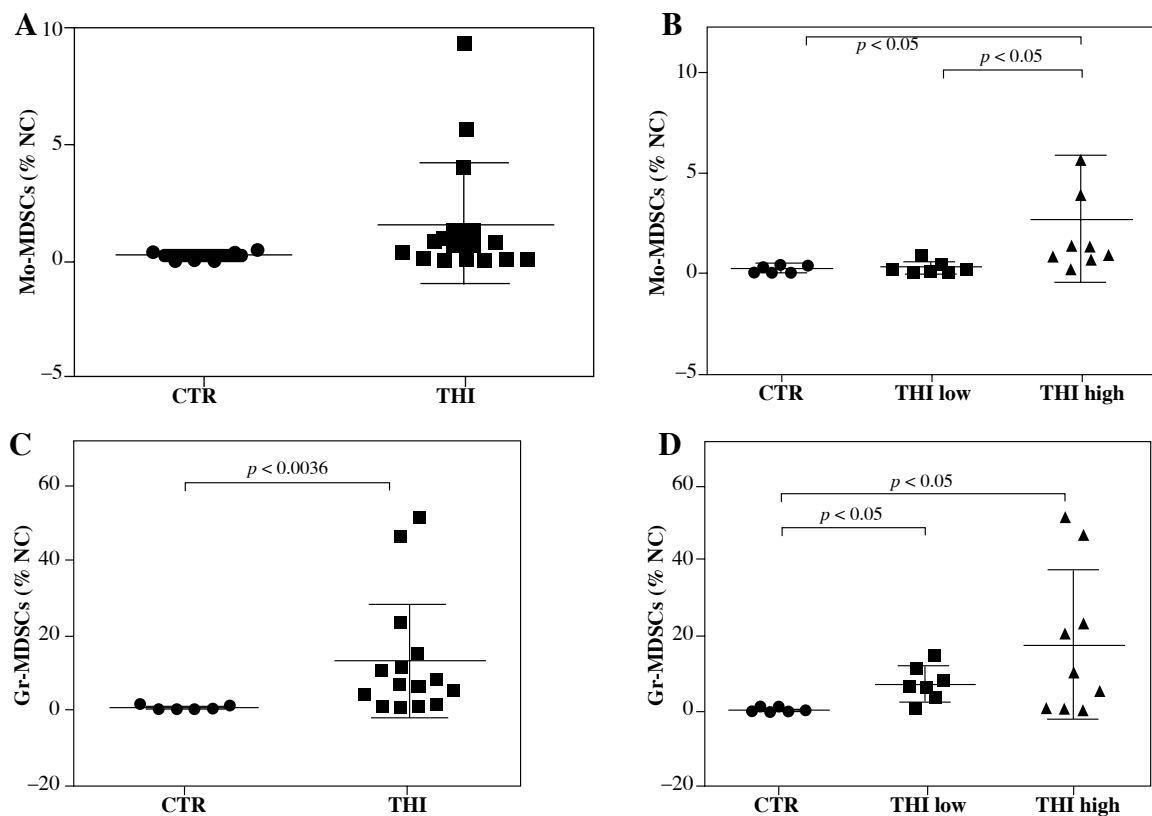 A
10
5
0
–5
Mo-MDSCs (% NC)
CTR
THI
B
p < 0.05
p < 0.05
10
5
0
–5
Mo-MDSCs (% NC)
CTR
THI low
THI high
C
p < 0.0036
60
40
20
0
–20
Gr-MDSCs (% NC)
CTR
THI
D
p < 0.05
p < 0.05
60
40
20
0
–20
Gr-MDSCs (% NC)
CTR
THI low
THI high